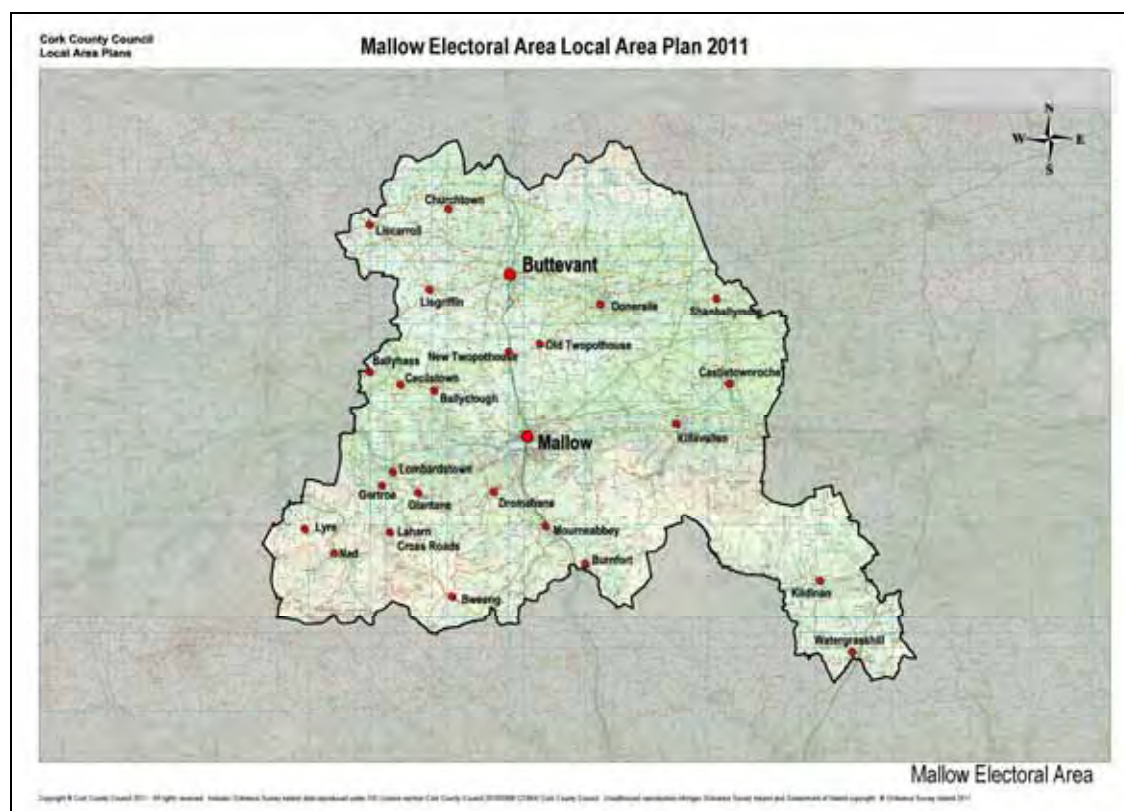 Cork County Council
Local Area Plans
Mallow Electoral Area Local Area Plan 2011
N
W E
S
Churchtown
Liscarroll
Buttevant
Lisgriffin
Doneraile
Shanballymore
Old Twopothouse
New Twopothouse
Ballyhass
Cecilstown
Ballyclough
Castletownroche
Killavullen
Mallow
Lombardstown
Gortroe
Glantane
Dromahane
Lyre
Laharn
Cross Roads
Mourneabbey
Nad
Burnfort
Bweeng
Kildinan
Watergrasshill
Mallow Electoral Area